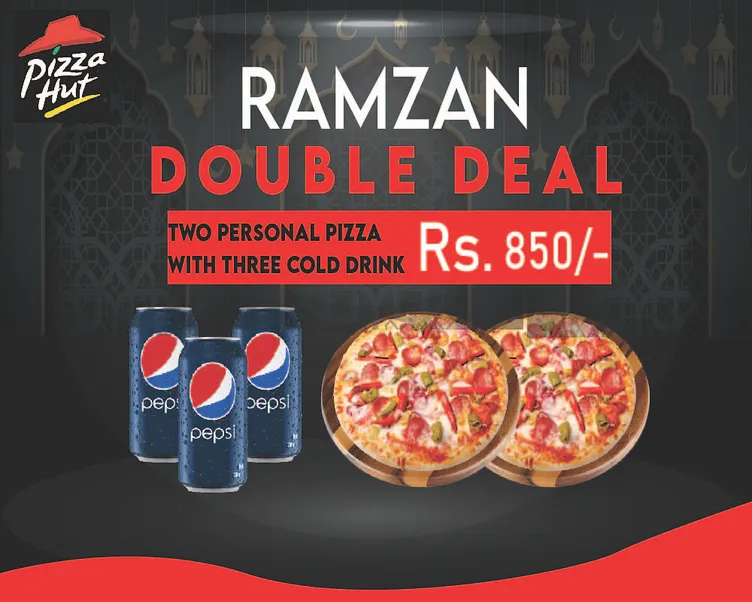 Pizza
Hut
RAMZAN
DOUBLE DEAL
TWO PERSONAL PIZZA
WITH THREE COLD DRINK
Rs. 850/-
pepsi
pepsi
pepsi